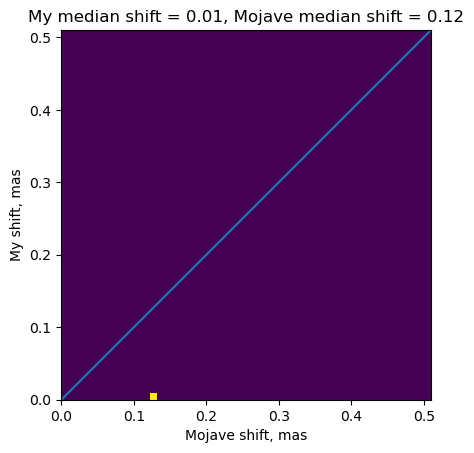 My median shift = 0.01, Mojave median shift = 0.12
0.5
0.4
0.3
0.2
0.1
0.0
My shift, mas
0.0 0.1 0.2 0.3 0.4 0.5
Mojave shift, mas